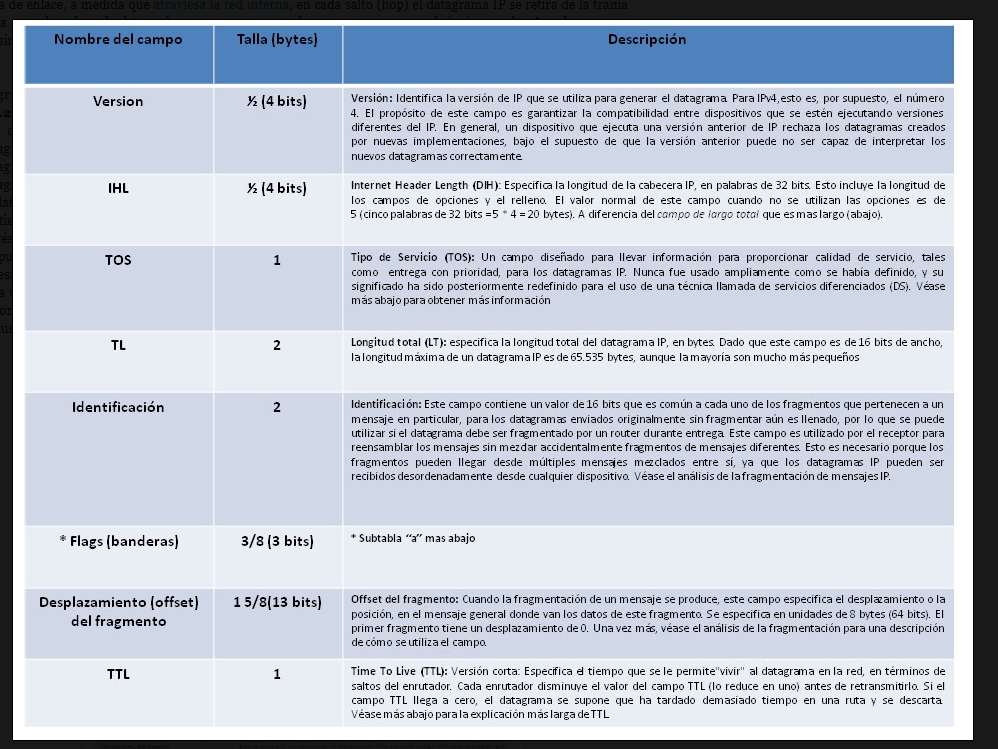 de enlace, a medida que atraviesa la red interna, en cada salto (hop) el datagrama IP se retira de la trama
Nombre del campo Talla (bytes) Descripción
Version ½ (4 bits) Versión: Identifica la versión de IP que se utiliza para generar el datagrama. Para IPv4,esto es, por supuesto, el número
4. El propósito de este campo es garantizar la compatibilidad entre dispositivos que se estén ejecutando versiones
diferentes del IP. En general, un dispositivo que ejecuta una versión anterior de IP rechaza los datagramas creados
por nuevas implementaciones, bajo el supuesto de que la versión anterior puede no ser capaz de interpretar los
nuevos datagramas correctamente.
IHL ½ (4 bits) Internet Header Length (DIH): Especifica la longitud de la cabecera IP, en palabras de 32 bits. Esto incluye la longitud de
los campos de opciones y el relleno. El valor normal de este campo cuando no se utilizan las opciones es de
5 (cinco palabras de 32 bits =5 * 4 = 20 bytes). A diferencia del campo de largo total que es mas largo (abajo).
TOS 1 Tipo de Servicio (TOS): Un campo diseñado para llevar información para proporcionar calidad de servicio, tales
como entrega con prioridad, para los datagramas IP. Nunca fue usado ampliamente como se había definido, y su
significado ha sido posteriormente redefinido para el uso de una técnica llamada de servicios diferenciados (DS). Véase
más abajo para obtener más información
TL 2 Longitud total (LT): especifica la longitud total del datagrama IP, en bytes. Dado que este campo es de 16 bits de ancho,
la longitud máxima de un datagrama IP es de 65.535 bytes, aunque la mayoría son mucho más pequeños
Identificación 2 Identificación: Este campo contiene un valor de 16 bits que es común a cada uno de los fragmentos que pertenecen a un
mensaje en particular, para los datagramas enviados originalmente sin fragmentar aún es llenado, por lo que se puede
utilizar si el datagrama debe ser fragmentado por un router durante entrega. Este campo es utilizado por el receptor para
reensamblar los mensajes sin mezclar accidentalmente fragmentos de mensajes diferentes. Esto es necesario porque los
fragmentos pueden llegar desde múltiples mensajes mezclados entre sí, ya que los datagramas IP pueden ser
recibidos desordenadamente desde cualquier dispositivo. Véase el análisis de la fragmentación de mensajes IP.
* Flags (banderas) 3/8 (3 bits) * Subtabla “a” mas abajo
Desplazamiento (offset) 1 5/8(13 bits) Offset del fragmento: Cuando la fragmentación de un mensaje se produce, este campo especifica el desplazamiento o la
del fragmento posición, en el mensaje general donde van los datos de este fragmento. Se especifica en unidades de 8 bytes (64 bits). El
primer fragmento tiene un desplazamiento de 0. Una vez más, véase el análisis de la fragmentación para una descripción
de cómo se utiliza el campo.
TTL 1 Time To Live (TTL): Versión corta: Especifica el tiempo que se le permite"vivir" al datagrama en la red, en términos de
saltos del enrutador. Cada enrutador disminuye el valor del campo TTL (lo reduce en uno) antes de retransmitirlo. Si el
campo TTL llega a cero, el datagrama se supone que ha tardado demasiado tiempo en una ruta y se descarta.
Véase más abajo para la explicación más larga de TTL